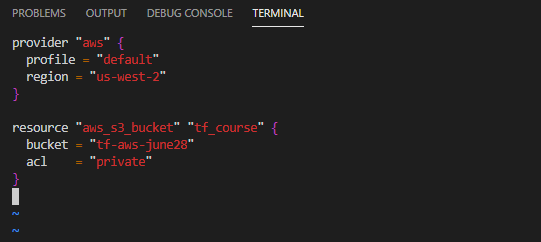 PROBLEMS OUTPUT DEBUG CONSOLE TERMINAL
provider "aws" {
  profile = "default"
  region = "us-west-2"
}

resource "aws_s3_bucket" "tf_course" {
  bucket = "tf-aws-june28"
  acl    = "private"
}
~
~